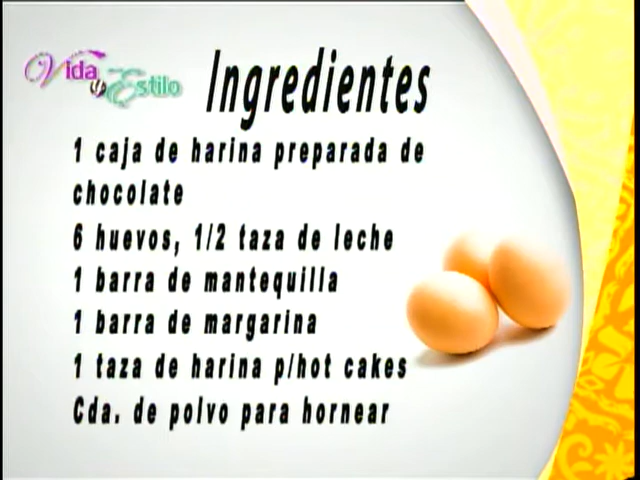 Vida y Estilo
Ingredientes
1 caja de harina preparada de
chocolate
6 huevos, 1/2 taza de leche
1 barra de mantequilla
1 barra de margarina
1 taza de harina p/hot cakes
Cda. de polvo para hornear